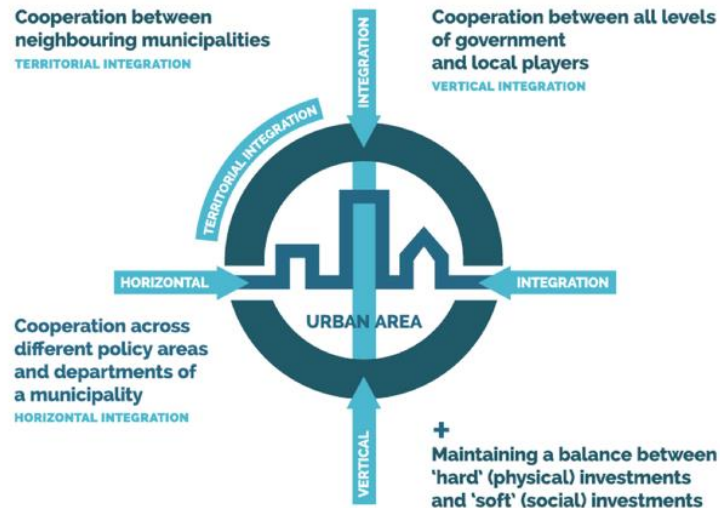 Cooperation between
neighbouring municipalities
TERRITORIAL INTEGRATION
Cooperation between all levels
of government
and local players
VERTICAL INTEGRATION
INTEGRATION
TERRITORIAL INTEGRATION
HORIZONTAL
INTEGRATION
URBAN AREA
Cooperation across
different policy areas
and departments of
a municipality
HORIZONTAL INTEGRATION
VERTICAL
+
Maintaining a balance between
‘hard’ (physical) investments
and ‘soft’ (social) investments